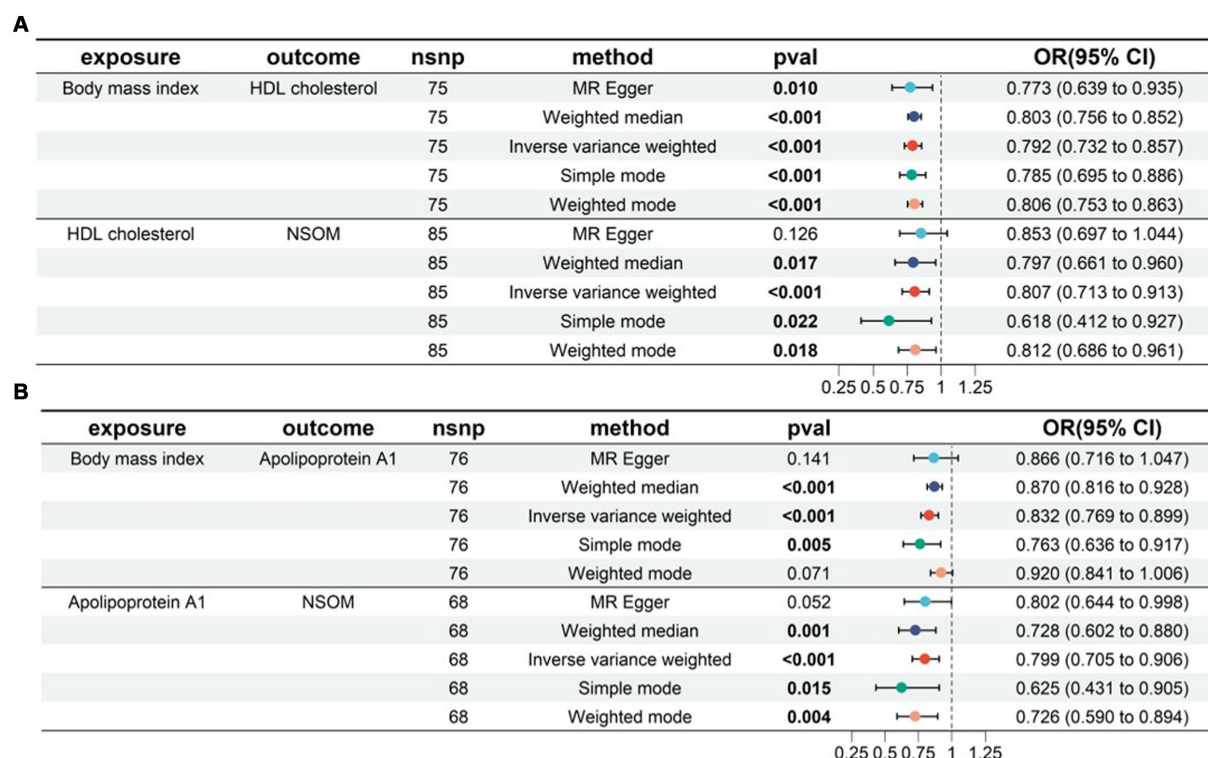 A
exposure outcome nsnp method pval OR(95% CI)
Body mass index HDL cholesterol 75 MR Egger 0.010 0.773 (0.639 to 0.935)
75 Weighted median <0.001 0.803 (0.756 to 0.852)
75 Inverse variance weighted <0.001 0.792 (0.732 to 0.857)
75 Simple mode <0.001 0.785 (0.695 to 0.886)
75 Weighted mode <0.001 0.806 (0.753 to 0.863)
HDL cholesterol NSOM 85 MR Egger 0.126 0.853 (0.697 to 1.044)
85 Weighted median 0.017 0.797 (0.661 to 0.960)
85 Inverse variance weighted <0.001 0.807 (0.713 to 0.913)
85 Simple mode 0.022 0.618 (0.412 to 0.927)
85 Weighted mode 0.018 0.812 (0.686 to 0.961)
0.25 0.5 0.75 1 1.25
B
exposure outcome nsnp method pval OR(95% CI)
Body mass index Apolipoprotein A1 76 MR Egger 0.141 0.866 (0.716 to 1.047)
76 Weighted median <0.001 0.870 (0.816 to 0.928)
76 Inverse variance weighted <0.001 0.832 (0.769 to 0.899)
76 Simple mode 0.005 0.763 (0.636 to 0.917)
76 Weighted mode 0.071 0.920 (0.841 to 1.006)
Apolipoprotein A1 NSOM 68 MR Egger 0.052 0.802 (0.644 to 0.998)
68 Weighted median 0.001 0.728 (0.602 to 0.880)
68 Inverse variance weighted <0.001 0.799 (0.705 to 0.906)
68 Simple mode 0.015 0.625 (0.431 to 0.905)
68 Weighted mode 0.004 0.726 (0.590 to 0.894)
0.25 0.5 0.75 1 1.25